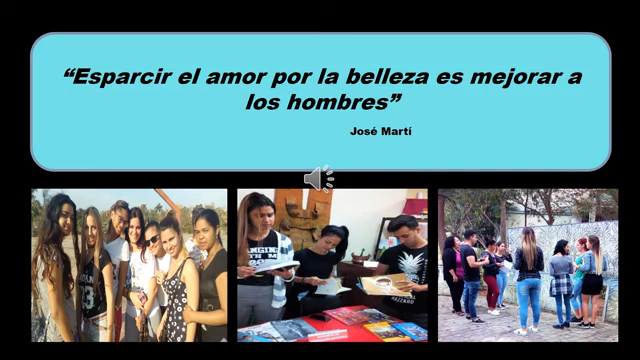 “Esparcir el amor por la belleza es mejorar a
los hombres”
José Martí